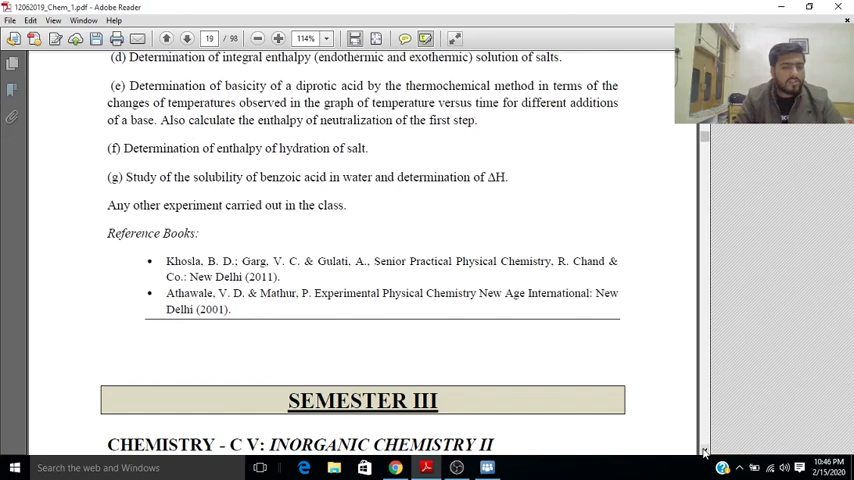 12062019_Chem_1.pdf - Adobe Reader
File Edit View Window Help
19 / 98 114%
(d) Determination of integral enthalpy (endothermic and exothermic) solution of salts.
(e) Determination of basicity of a diprotic acid by the thermochemical method in terms of the
changes of temperatures observed in the graph of temperature versus time for different additions
of a base. Also calculate the enthalpy of neutralization of the first step.
(f) Determination of enthalpy of hydration of salt.
(g) Study of the solubility of benzoic acid in water and determination of ΔH.
Any other experiment carried out in the class.
Reference Books:
• Khosla, B. D.; Garg, V. C. & Gulati, A., Senior Practical Physical Chemistry, R. Chand &
Co.: New Delhi (2011).
• Athawale, V. D. & Mathur, P. Experimental Physical Chemistry New Age International: New
Delhi (2001).
SEMESTER III
CHEMISTRY - C V: INORGANIC CHEMISTRY II
Search the web and Windows
10:46 PM
2/15/2020